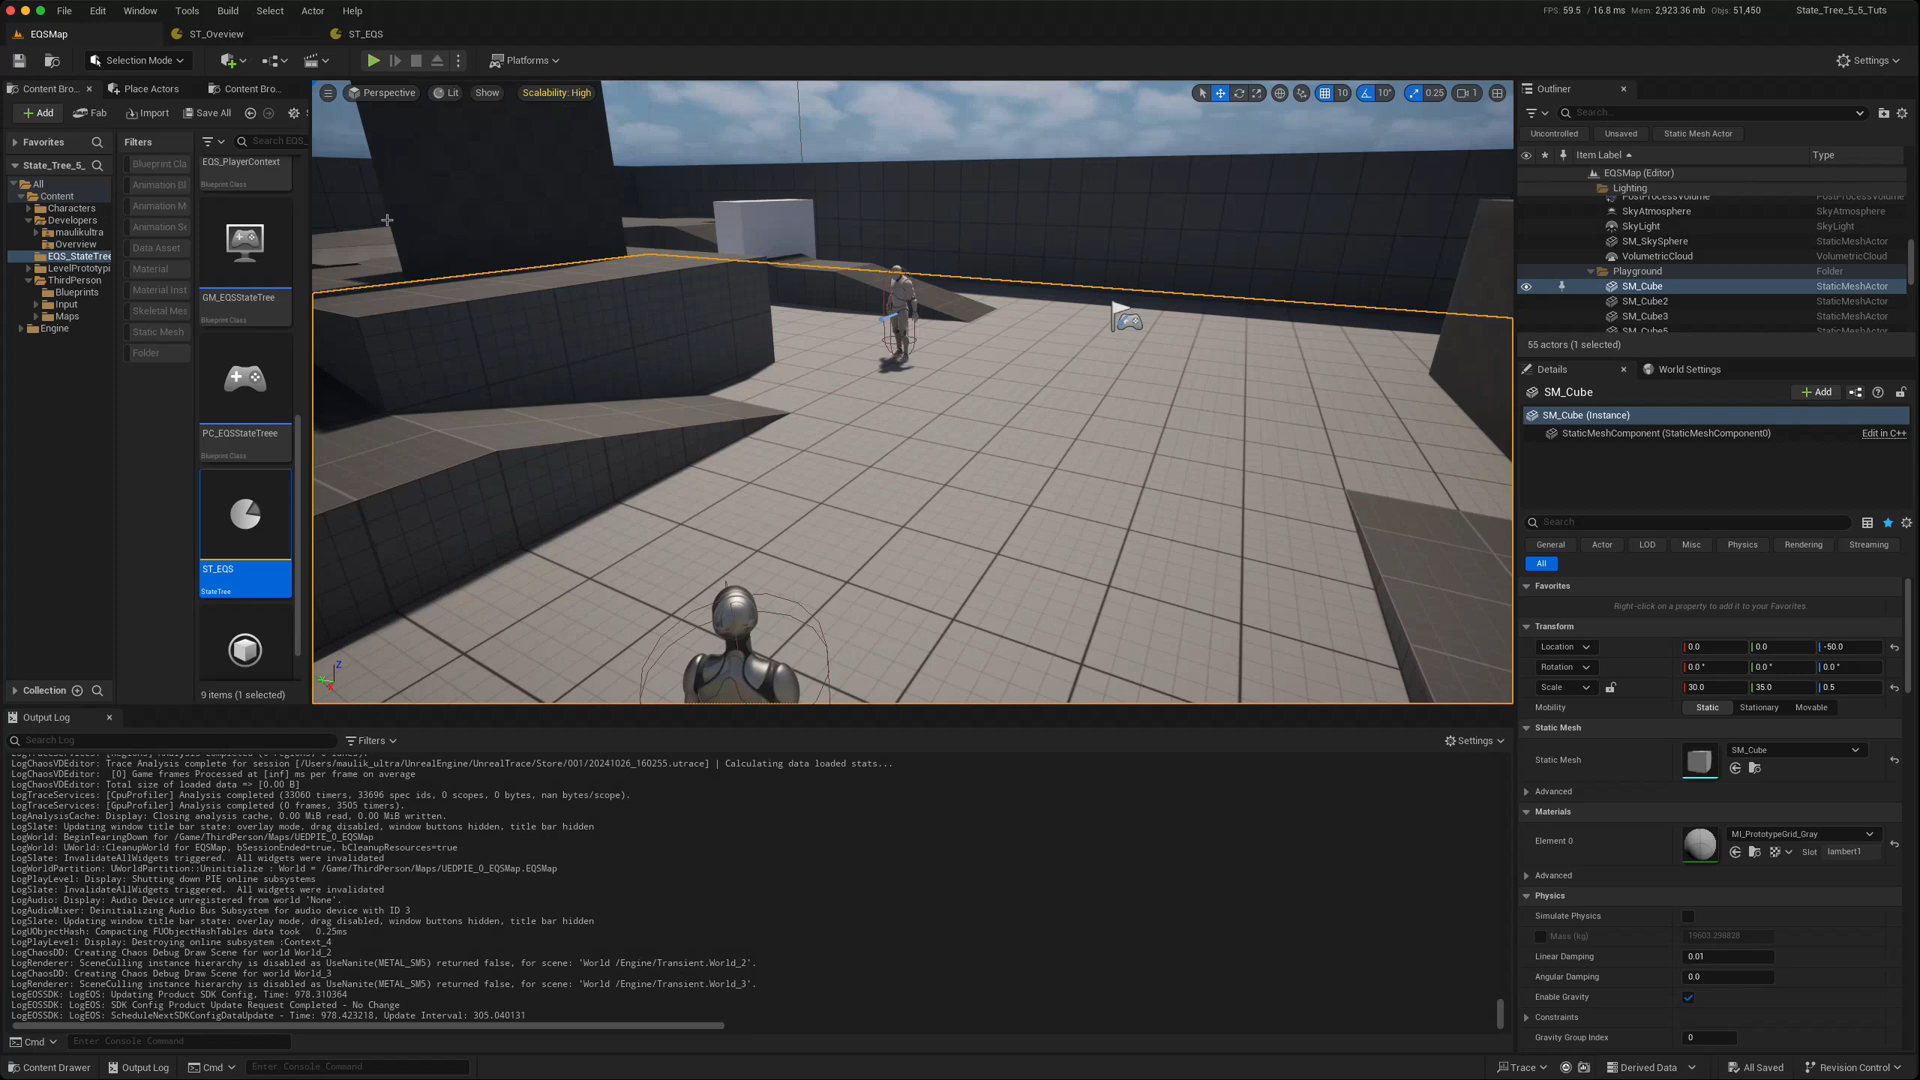 File Edit Window Tools Build Select Actor Help
FPS: 59.5 / 16.8 ms Mem: 2,923.36 mb Objs: 51,450 State_Tree_5_5_Tuts
EQSMap ST_Oveview ST_EQS
Selection Mode Platforms Settings
Content Bro... Place Actors Content Bro...
Add Fab Import Save All
Favorites
State_Tree_5_
All
Content
Characters
Developers
maulikultra
Overview
EQS_StateTree
LevelPrototypi
ThirdPerson
Blueprints
Input
Maps
Engine
Collection
Filters
Blueprint Cla
Animation Bl
Animation M
Animation Se
Data Asset
Material
Material Inst
Skeletal Mes
Static Mesh
Folder
Search EQS_
EQS_PlayerContext
Blueprint Class
GM_EQSStateTree
Blueprint Class
PC_EQSStateTreee
Blueprint Class
ST_EQS
StateTree
9 items (1 selected)
Perspective Lit Show Scalability: High
10 10° 0.25 1
Z
Outliner
Search...
Uncontrolled Unsaved Static Mesh Actor
Item Label Type
EQSMap (Editor)
Lighting
PostProcessVolume
SkyAtmosphere SkyAtmosphere
SkyLight SkyLight
SM_SkySphere StaticMeshActor
VolumetricCloud VolumetricCloud
Playground Folder
SM_Cube StaticMeshActor
SM_Cube2 StaticMeshActor
SM_Cube3 StaticMeshActor
SM_Cube5
55 actors (1 selected)
Details World Settings
SM_Cube Add
SM_Cube (Instance)
StaticMeshComponent (StaticMeshComponent0) Edit in C++
Search
General Actor LOD Misc Physics Rendering Streaming
All
Favorites
Right-click on a property to add it to your Favorites.
Transform
Location 0.0 0.0 -50.0
Rotation 0.0 ° 0.0 ° 0.0 °
Scale 30.0 35.0 0.5
Mobility Static Stationary Movable
Static Mesh
Static Mesh SM_Cube
Advanced
Materials
Element 0 MI_PrototypeGrid_Gray
Slot lambert1
Advanced
Physics
Simulate Physics
Mass (kg) 19603.298828
Linear Damping 0.01
Angular Damping 0.0
Enable Gravity
Constraints
Gravity Group Index 0
Output Log
Search Log Filters Settings
LogChaosVDEditor: Trace Analysis complete for session [/Users/maulik_ultra/UnrealEngine/UnrealTrace/Store/001/20241026_160255.utrace] | Calculating data loaded stats...
LogChaosVDEditor: [0] Game frames Processed at [inf] ms per frame on average
LogChaosVDEditor: Total size of loaded data => [0.00 B]
LogTraceServices: [CpuProfiler] Analysis completed (33060 timers, 33696 spec ids, 0 scopes, 0 bytes, nan bytes/scope).
LogTraceServices: [GpuProfiler] Analysis completed (0 frames, 3505 timers).
LogAnalysisCache: Display: Closing analysis cache, 0.00 MiB read, 0.00 MiB written.
LogSlate: Updating window title bar state: overlay mode, drag disabled, window buttons hidden, title bar hidden
LogWorld: BeginTearingDown for /Game/ThirdPerson/Maps/UEDPIE_0_EQSMap
LogWorld: UWorld::CleanupWorld for EQSMap, bSessionEnded=true, bCleanupResources=true
LogSlate: InvalidateAllWidgets triggered. All widgets were invalidated
LogWorldPartition: UWorldPartition::Uninitialize : World = /Game/ThirdPerson/Maps/UEDPIE_0_EQSMap.EQSMap
LogPlayLevel: Display: Shutting down PIE online subsystems
LogSlate: InvalidateAllWidgets triggered. All widgets were invalidated
LogAudio: Display: Audio Device unregistered from world 'None'.
LogAudioMixer: Deinitializing Audio Bus Subsystem for audio device with ID 3
LogSlate: Updating window title bar state: overlay mode, drag disabled, window buttons hidden, title bar hidden
LogUObjectHash: Compacting FUObjectHashTables data took 0.25ms
LogPlayLevel: Display: Destroying online subsystem :Context_4
LogChaosDD: Creating Chaos Debug Draw Scene for world World_2
LogRenderer: SceneCulling instance hierarchy is disabled as UseNanite(METAL_SM5) returned false, for scene: 'World /Engine/Transient.World_2'.
LogChaosDD: Creating Chaos Debug Draw Scene for world World_3
LogRenderer: SceneCulling instance hierarchy is disabled as UseNanite(METAL_SM5) returned false, for scene: 'World /Engine/Transient.World_3'.
LogEOSSDK: LogEOS: Updating Product SDK Config, Time: 978.310364
LogEOSSDK: LogEOS: SDK Config Product Update Request Completed - No Change
LogEOSSDK: LogEOS: ScheduleNextSDKConfigDataUpdate - Time: 978.423218, Update Interval: 305.040131
Cmd Enter Console Command
Content Drawer Output Log Cmd Enter Console Command Trace Derived Data All Saved Revision Control